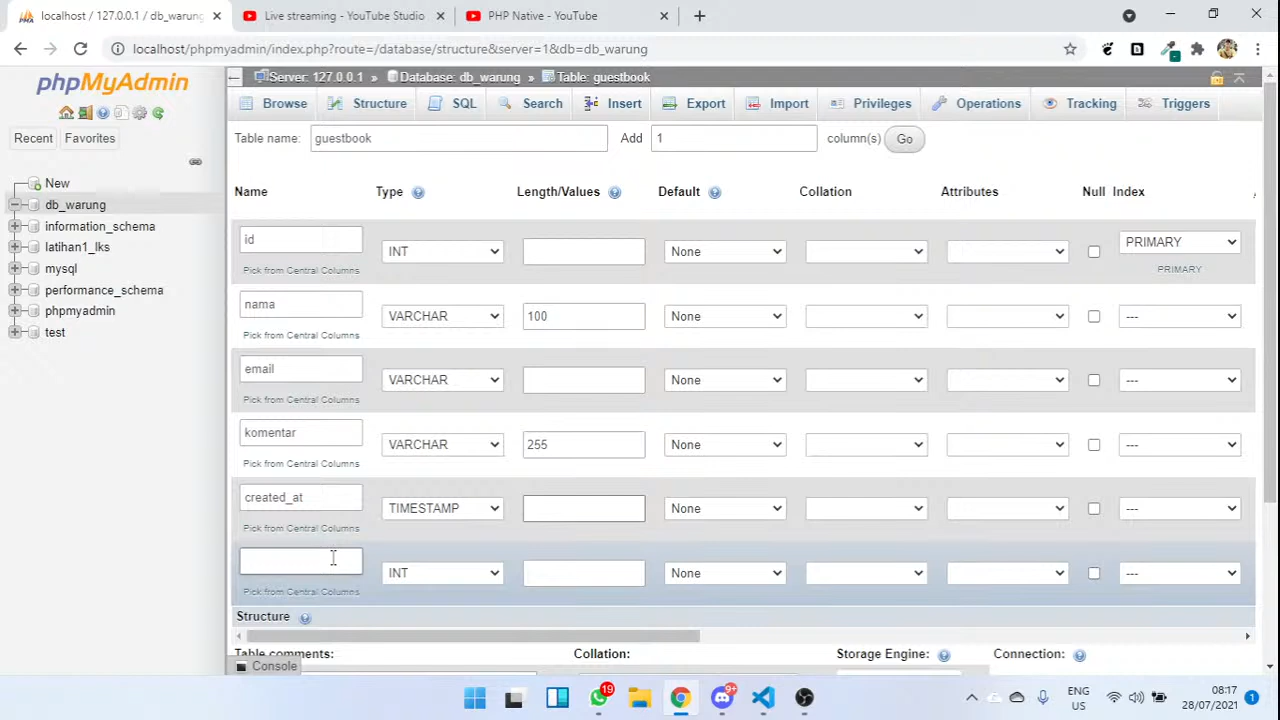 localhost / 127.0.0.1 / db_warung
Live streaming - YouTube Studio
PHP Native - YouTube
localhost/phpmyadmin/index.php?route=/database/structure&server=1&db=db_warung
phpMyAdmin
Recent
Favorites
New
db_warung
information_schema
latihan1_lks
mysql
performance_schema
phpmyadmin
test
Server: 127.0.0.1 » Database: db_warung » Table: guestbook
Browse Structure SQL Search Insert Export Import Privileges Operations Tracking Triggers
Table name: guestbook Add 1 column(s) Go
Name Type Length/Values Default Collation Attributes Null Index
id INT None PRIMARY
Pick from Central Columns PRIMARY
nama VARCHAR 100 None ---
Pick from Central Columns
email VARCHAR None ---
Pick from Central Columns
komentar VARCHAR 255 None ---
Pick from Central Columns
created_at TIMESTAMP None ---
Pick from Central Columns
INT None ---
Pick from Central Columns
Structure
Table comments: Collation: Storage Engine: Connection:
Console
19
9+
ENG
US
08:17
28/07/2021
1